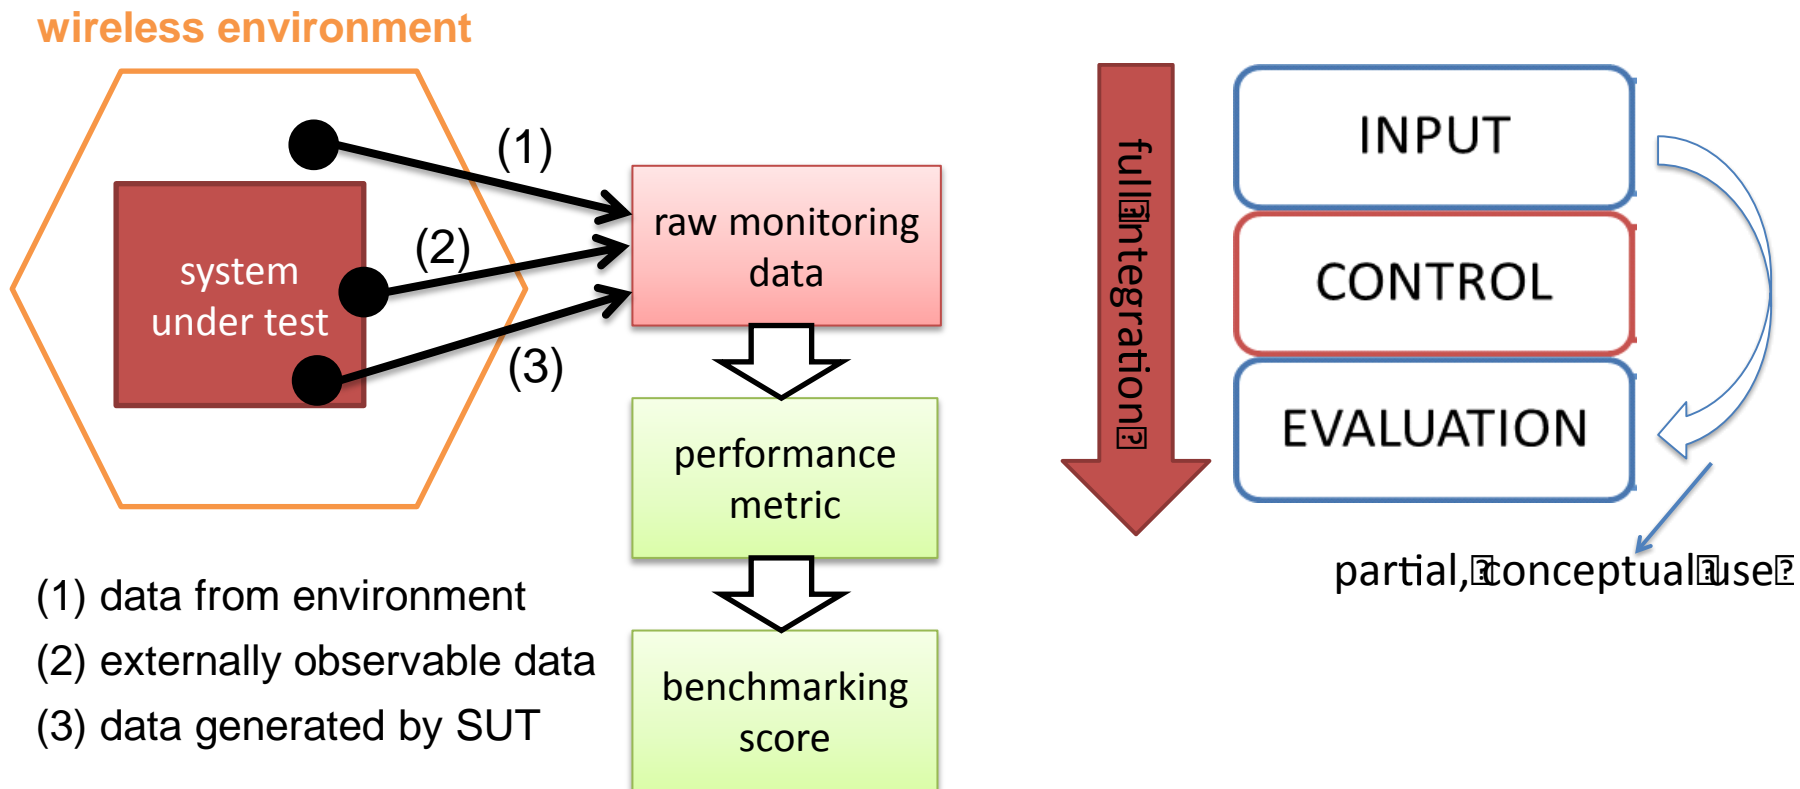 wireless environment
(1)
(2)
(3)
system
under test
raw monitoring
data
performance
metric
benchmarking
score
(1) data from environment
(2) externally observable data
(3) data generated by SUT
full⍰integration⍰
INPUT
CONTROL
EVALUATION
partial,⍰conceptual⍰use⍰